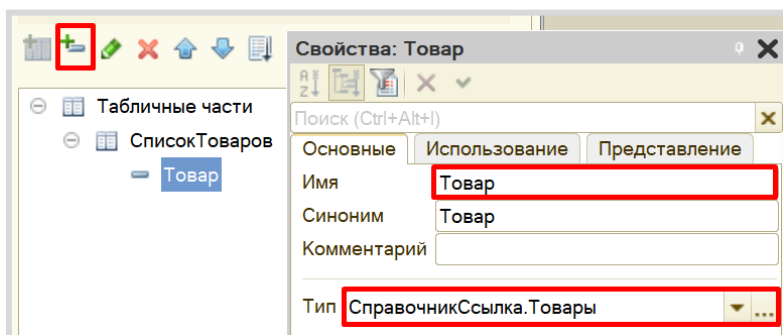 Свойства: Товар
Поиск (Ctrl+Alt+I)
Табличные части
СписокТоваров
Товар
Основные Использование Представление
Имя Товар
Синоним Товар
Комментарий
Тип СправочникСсылка.Товары ...